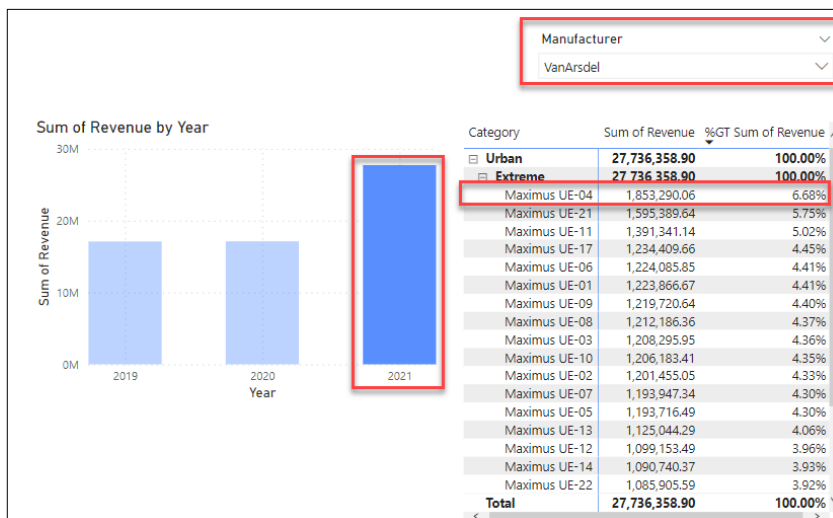 Manufacturer
VanArsdel
Sum of Revenue by Year
30M
20M
10M
0M
Sum of Revenue
2019 2020 2021
Year
Category Sum of Revenue %GT Sum of Revenue
Urban 27,736,358.90 100.00%
Extreme 27 736 358.90 100.00%
Maximus UE-04 1,853,290.06 6.68%
Maximus UE-21 1,595,389.64 5.75%
Maximus UE-11 1,391,341.14 5.02%
Maximus UE-17 1,234,409.66 4.45%
Maximus UE-06 1,224,085.85 4.41%
Maximus UE-01 1,223,866.67 4.41%
Maximus UE-09 1,219,720.64 4.40%
Maximus UE-08 1,212,186.36 4.37%
Maximus UE-03 1,208,295.95 4.36%
Maximus UE-10 1,206,183.41 4.35%
Maximus UE-02 1,201,455.05 4.33%
Maximus UE-07 1,193,947.34 4.30%
Maximus UE-05 1,193,716.49 4.30%
Maximus UE-13 1,125,044.29 4.06%
Maximus UE-12 1,099,153.49 3.96%
Maximus UE-14 1,090,740.37 3.93%
Maximus UE-22 1,085,905.59 3.92%
Total 27,736,358.90 100.00%